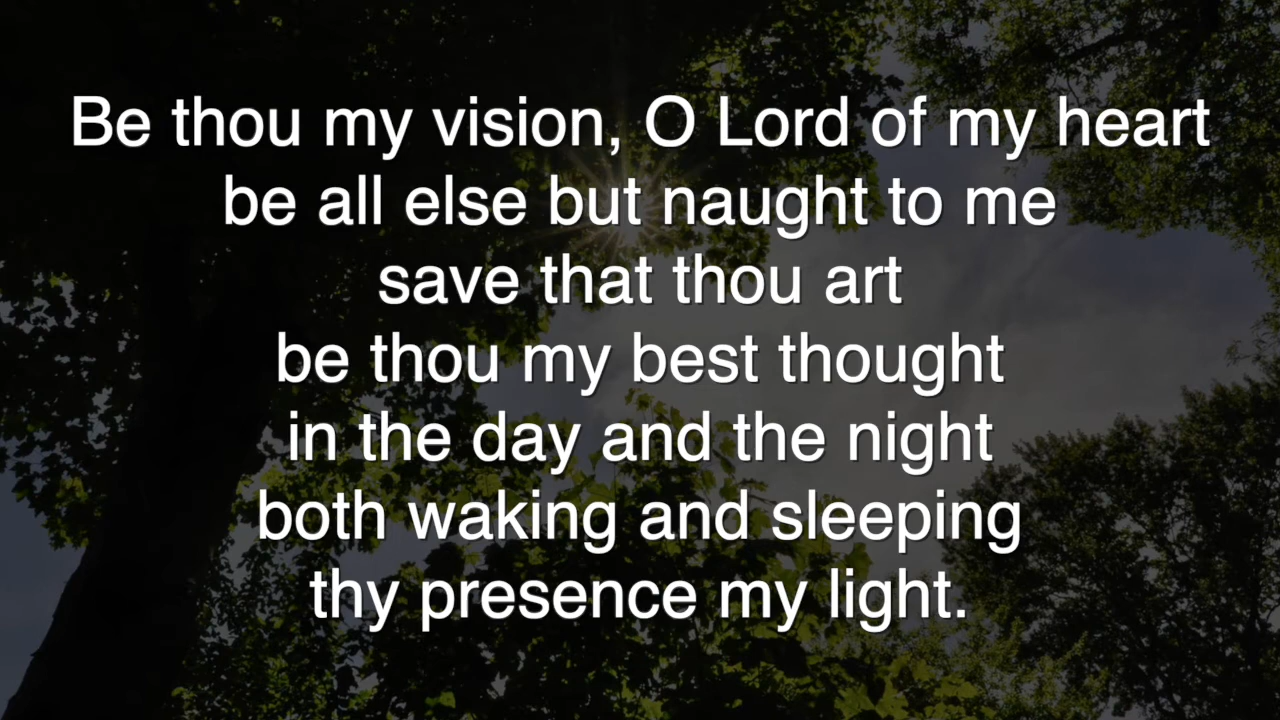 Be thou my vision, O Lord of my heart
be all else but naught to me
save that thou art
be thou my best thought
in the day and the night
both waking and sleeping
thy presence my light.